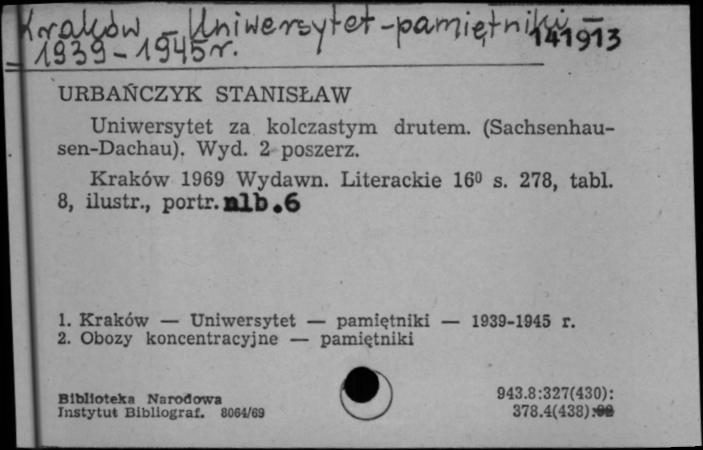 Kraków - Uniwersytet - pamiętniki -
1939-1945 r. 141913
URBAŃCZYK STANISŁAW
Uniwersytet za kolczastym drutem. (Sachsenhau-
sen-Dachau). Wyd. 2 poszerz.
Kraków 1969 Wydawn. Literackie 16⁰ s. 278, tabl.
8, ilustr., portr. nlb.6
1. Kraków — Uniwersytet — pamiętniki — 1939-1945 r.
2. Obozy koncentracyjne — pamiętniki
Biblioteka Narodowa
Instytut Bibliograf. 8064/69
943.8:327(430):
378.4(438):